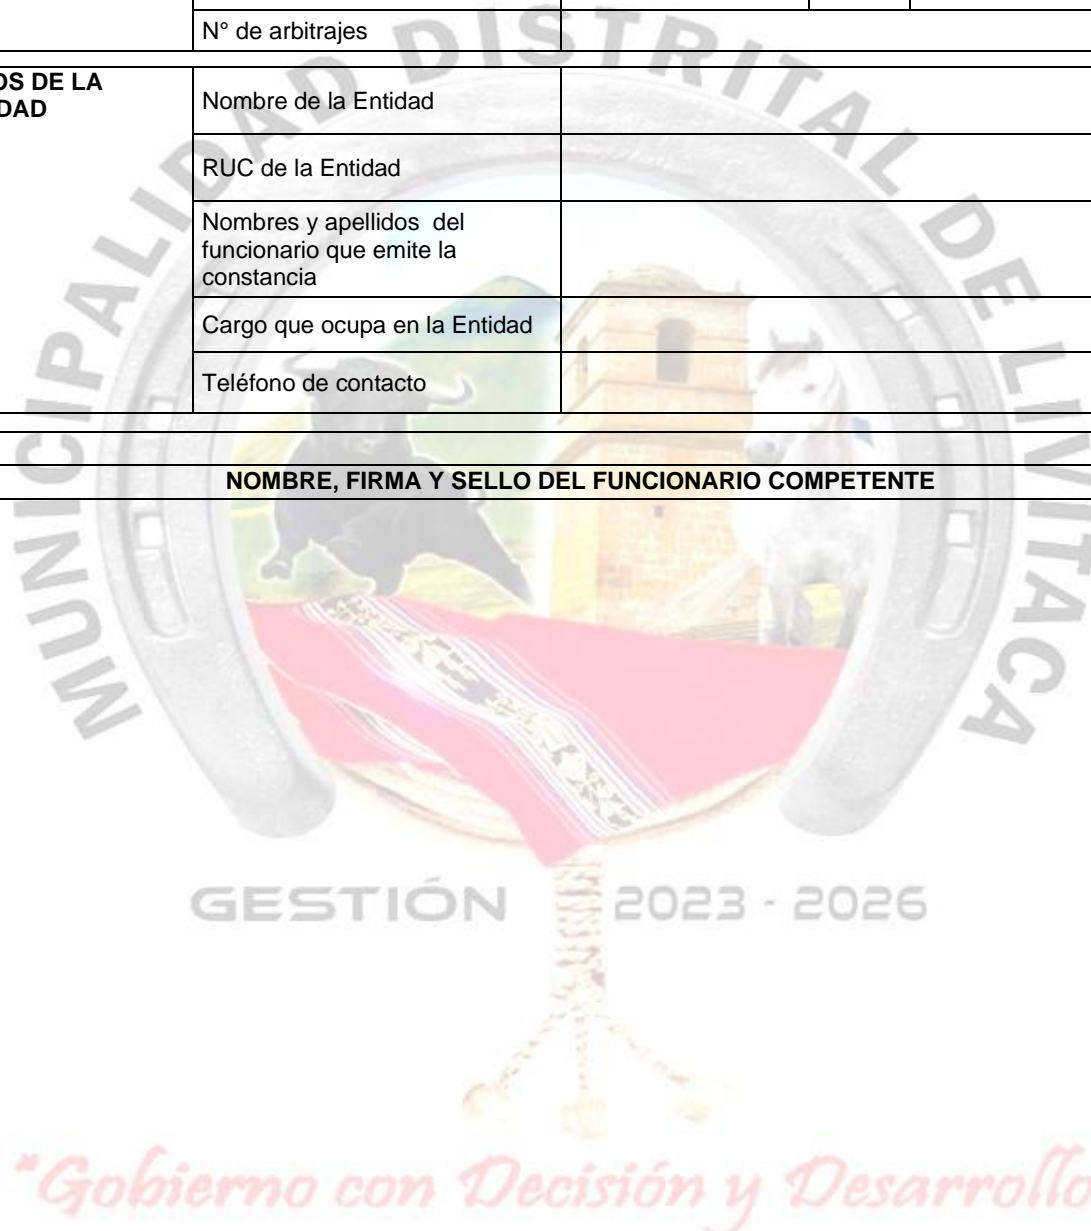 N° de arbitrajes
OS DE LA
DAD
Nombre de la Entidad
RUC de la Entidad
Nombres y apellidos del
funcionario que emite la
constancia
Cargo que ocupa en la Entidad
Teléfono de contacto
NOMBRE, FIRMA Y SELLO DEL FUNCIONARIO COMPETENTE
MUNICIPALIDAD DISTRITAL DE LIVITACA
GESTIÓN 2023 - 2026
"Gobierno con Decisión y Desarrollo